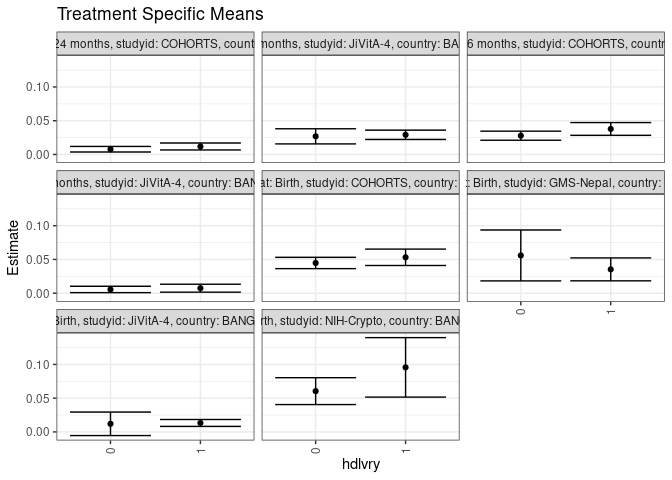 Treatment Specific Means
24 months, studyid: COHORTS, count
months, studyid: JiVitA-4, country: BA
6 months, studyid: COHORTS, countr
0.10
0.05
0.00
months, studyid: JiVitA-4, country: BAN
at: Birth, studyid: COHORTS, country:
: Birth, studyid: GMS-Nepal, country:
0.10
0.05
0.00
Estimate
0 1
Birth, studyid: JiVitA-4, country: BANG
rth, studyid: NIH-Crypto, country: BAN
0.10
0.05
0.00
0 1 0 1
hdlvry